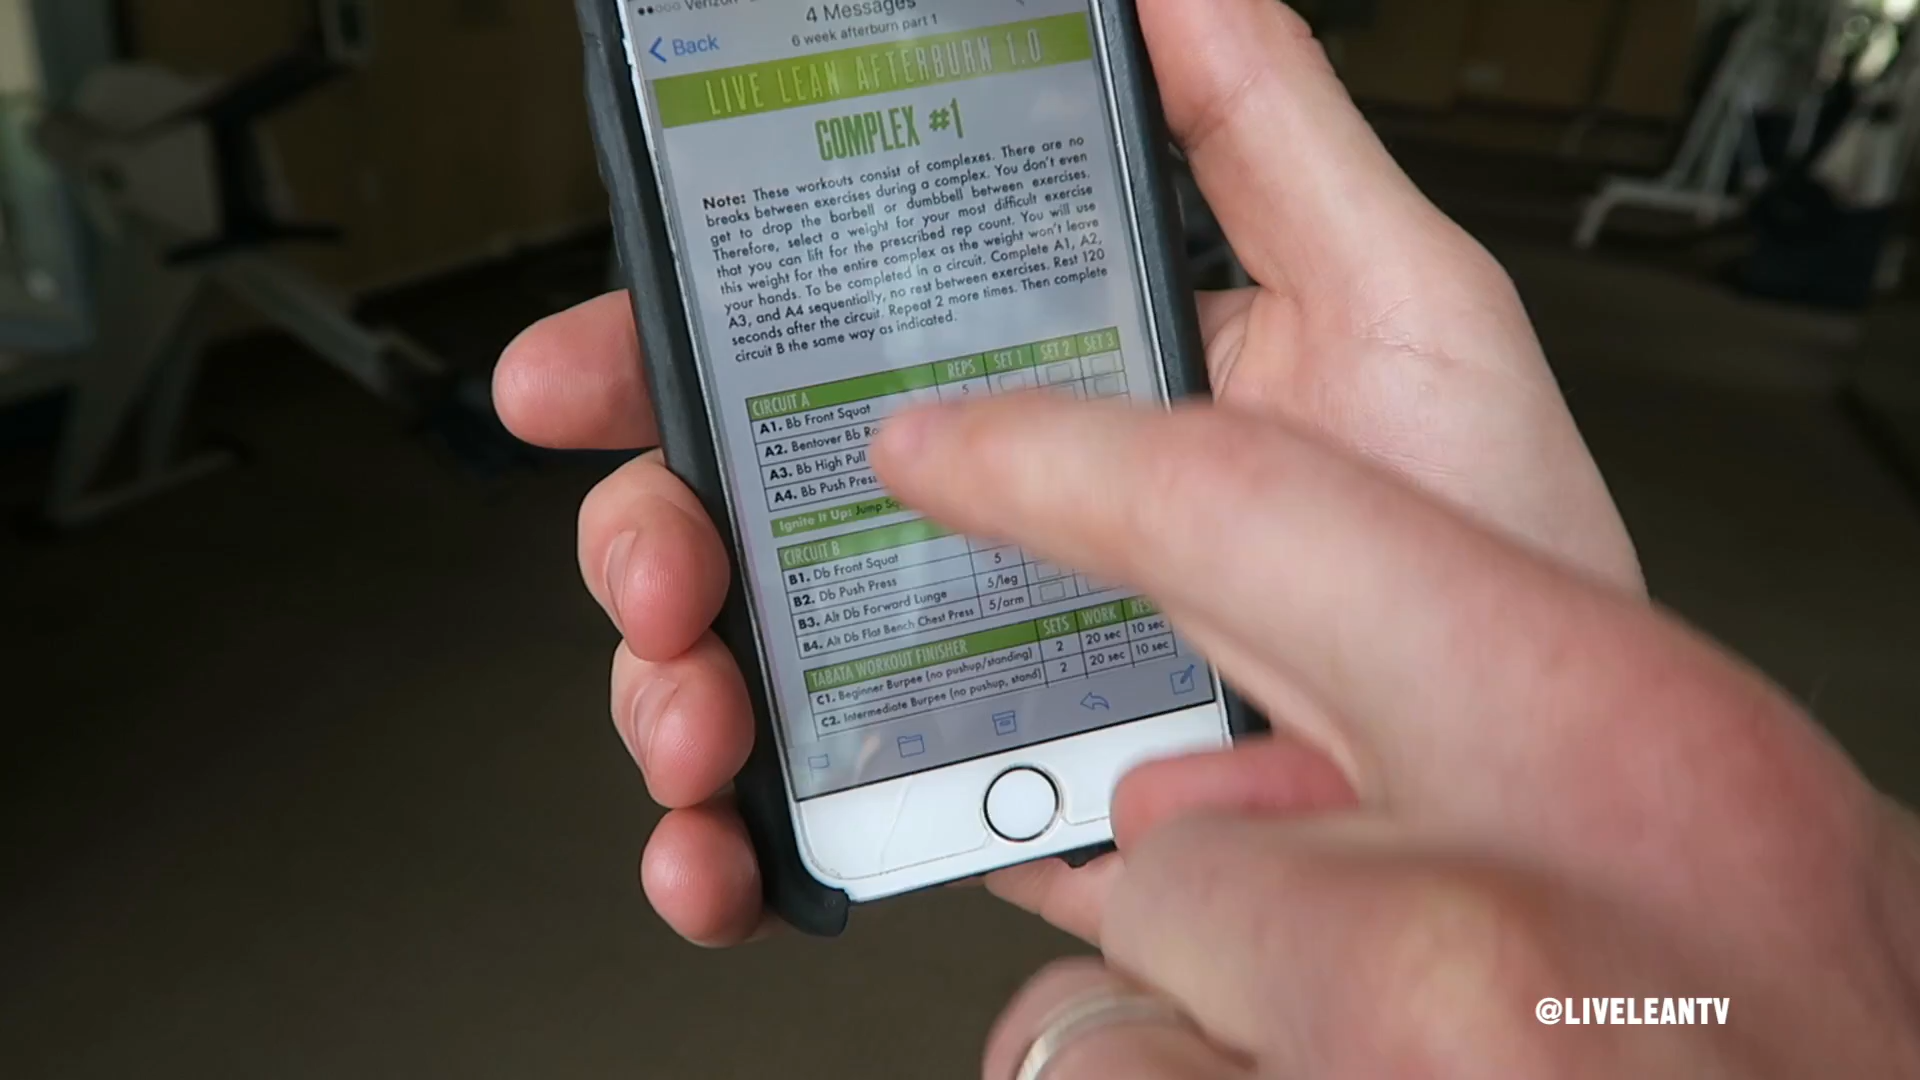 Verizon
4 Messages
Back
6 week afterburn part 1
LIVE LEAN AFTERBURN 1.0
COMPLEX #1
Note: These workouts consist of complexes. There are no
breaks between exercises during a complex. You don't even
get to drop the barbell or dumbbell between exercises.
Therefore, select a weight for your most difficult exercise
that you can lift for the prescribed rep count. You will use
this weight for the entire complex as the weight won't leave
your hands. To be completed in a circuit. Complete A1, A2,
A3, and A4 sequentially, no rest between exercises. Rest 120
seconds after the circuit. Repeat 2 more times. Then complete
circuit B the same way as indicated.
CIRCUIT A REPS SET 1 SET 2 SET 3
A1. Bb Front Squat 5
A2. Bentover Bb
A3. Bb High Pull
A4. Bb Push Press
Ignite It Up: Jump
CIRCUIT B
B1. Db Front Squat
B2. Db Push Press 5
B3. Alt Db Forward Lunge 5/leg
B4. Alt Db Flat Bench Chest Press 5/arm
TABATA WORKOUT FINISHER SETS WORK
C1. Beginner Burpee (no pushup/standing) 2 20 sec 10 sec
C2. Intermediate Burpee (no pushup, stand) 2 20 sec 10 sec
@LIVELEANTV